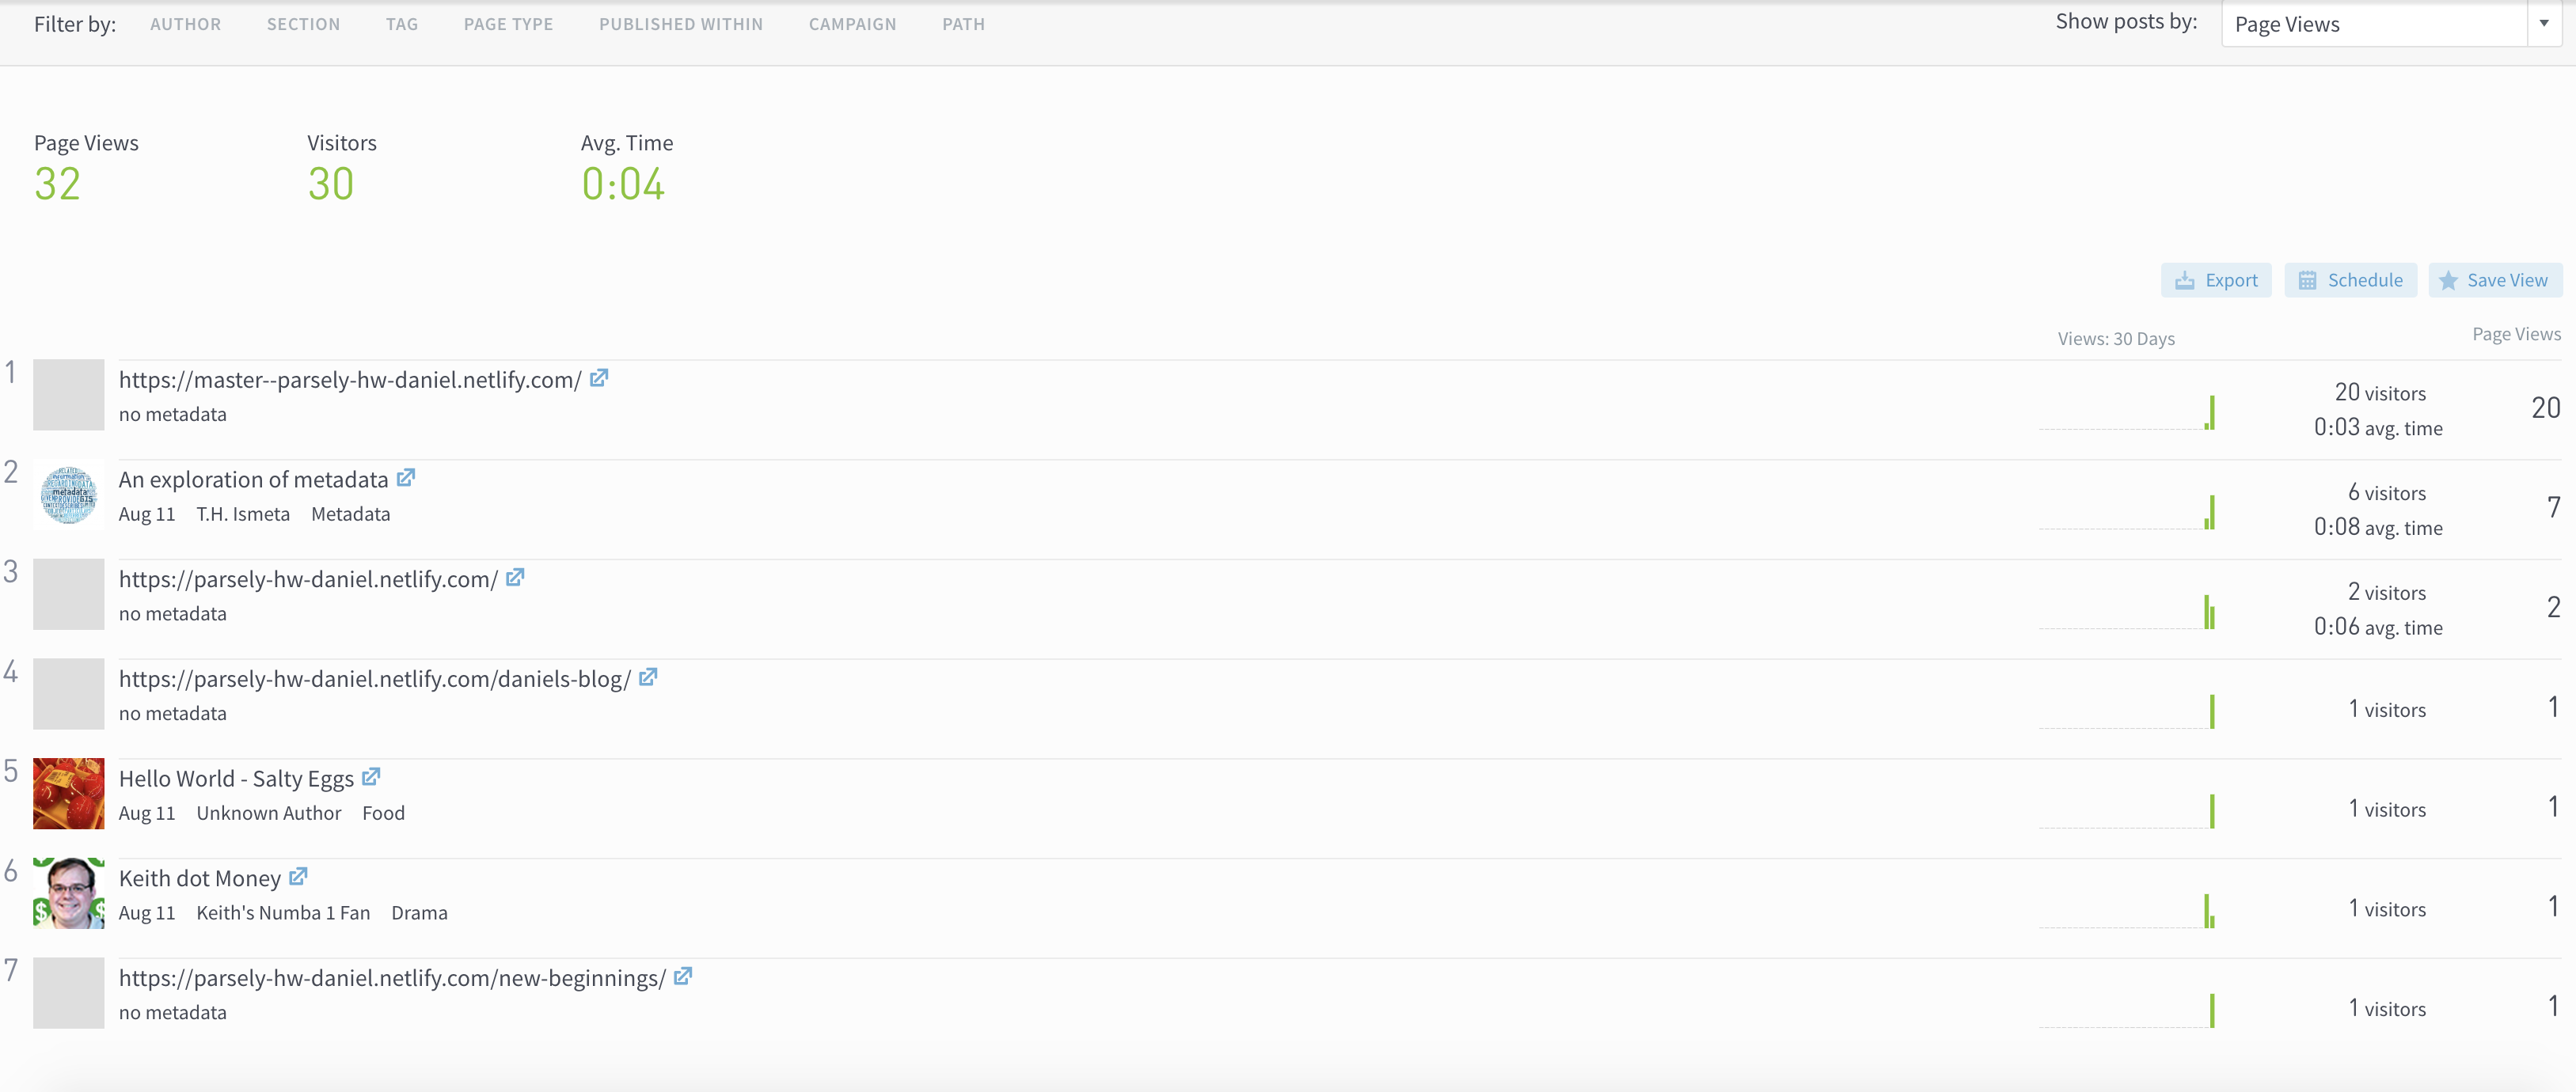 Filter by: AUTHOR SECTION TAG PAGE TYPE PUBLISHED WITHIN CAMPAIGN PATH Show posts by: Page Views
Page Views Visitors Avg. Time
32 30 0:04
Export Schedule Save View
Views: 30 Days Page Views
1 https://master--parsely-hw-daniel.netlify.com/ 20 visitors 20
no metadata 0:03 avg. time
2 An exploration of metadata 6 visitors 7
Aug 11 T.H. Ismeta Metadata 0:08 avg. time
metadata
3 https://parsely-hw-daniel.netlify.com/ 2 visitors 2
no metadata 0:06 avg. time
4 https://parsely-hw-daniel.netlify.com/daniels-blog/ 1 visitors 1
no metadata
5 Hello World - Salty Eggs 1 visitors 1
Aug 11 Unknown Author Food
6 Keith dot Money 1 visitors 1
Aug 11 Keith's Numba 1 Fan Drama
$ $
7 https://parsely-hw-daniel.netlify.com/new-beginnings/ 1 visitors 1
no metadata